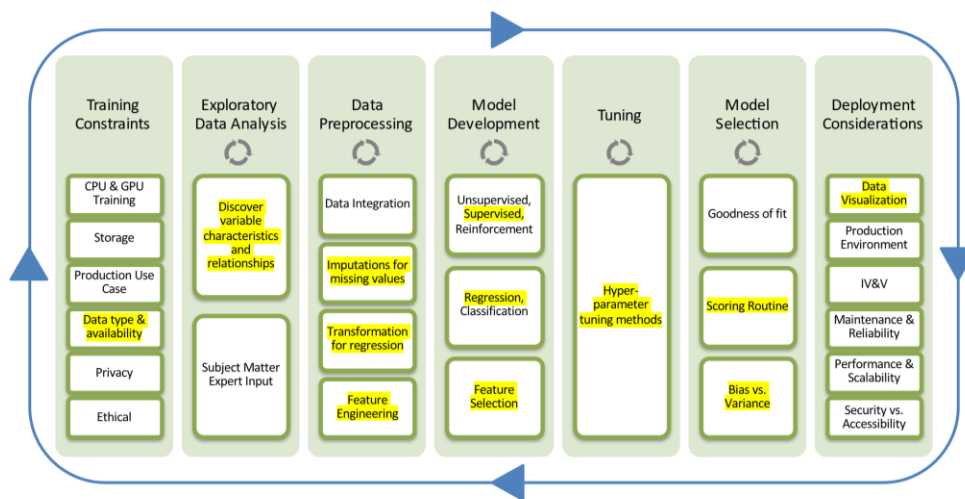 Training
Constraints
CPU & GPU
Training
Storage
Production Use
Case
Data type &
availability
Privacy
Ethical
Exploratory
Data Analysis
Discover
variable
characteristics
and
relationships
Subject Matter
Expert Input
Data
Preprocessing
Data Integration
Imputations for
missing values
Transformation
for regression
Feature
Engineering
Model
Development
Unsupervised,
Supervised,
Reinforcement
Regression,
Classification
Feature
Selection
Tuning
Hyper-
parameter
tuning methods
Model
Selection
Goodness of fit
Scoring Routine
Bias vs.
Variance
Deployment
Considerations
Data
Visualization
Production
Environment
IV&V
Maintenance &
Reliability
Performance &
Scalability
Security vs.
Accessibility